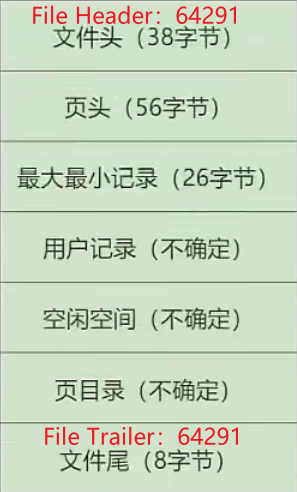 File Header：64291
文件头（38字节）
页头（56字节）
最大最小记录（26字节）
用户记录（不确定）
空闲空间（不确定）
页目录（不确定）
File Trailer：64291
文件尾（8字节）